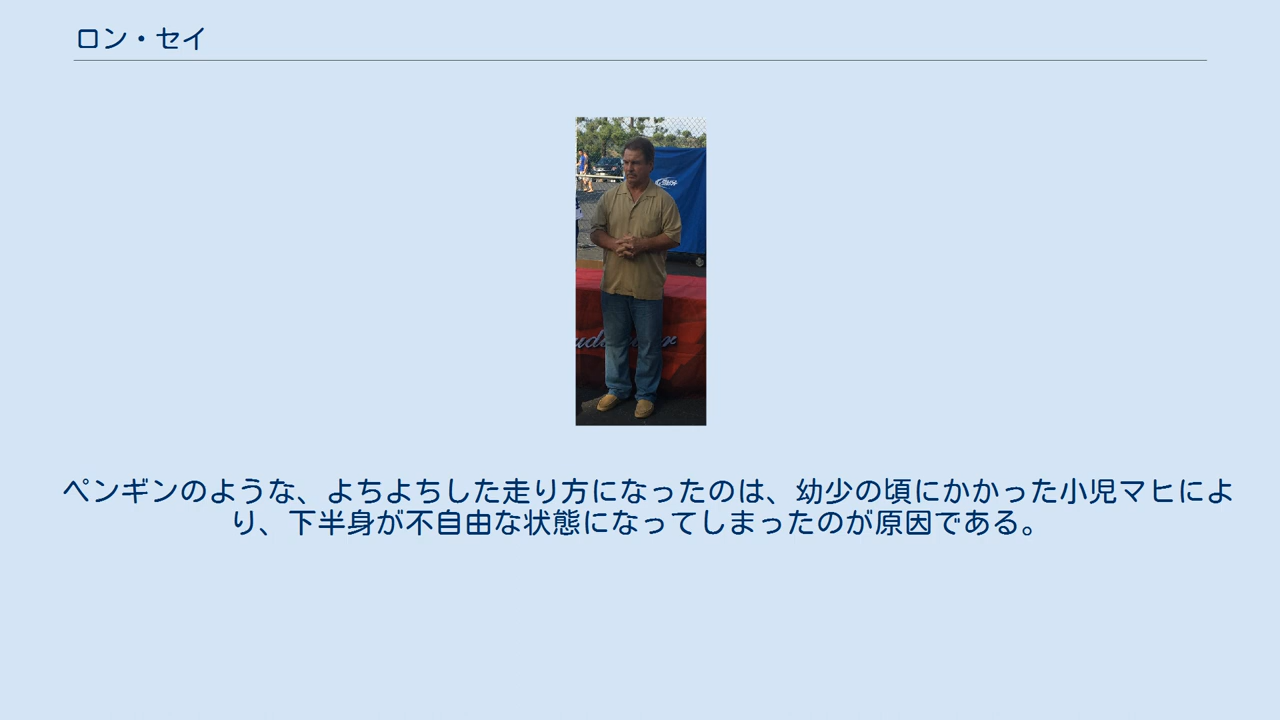 ロン・セイ
ペンギンのような、よちよちした走り方になったのは、幼少の頃にかかった小児マヒによ
り、下半身が不自由な状態になってしまったのが原因である。